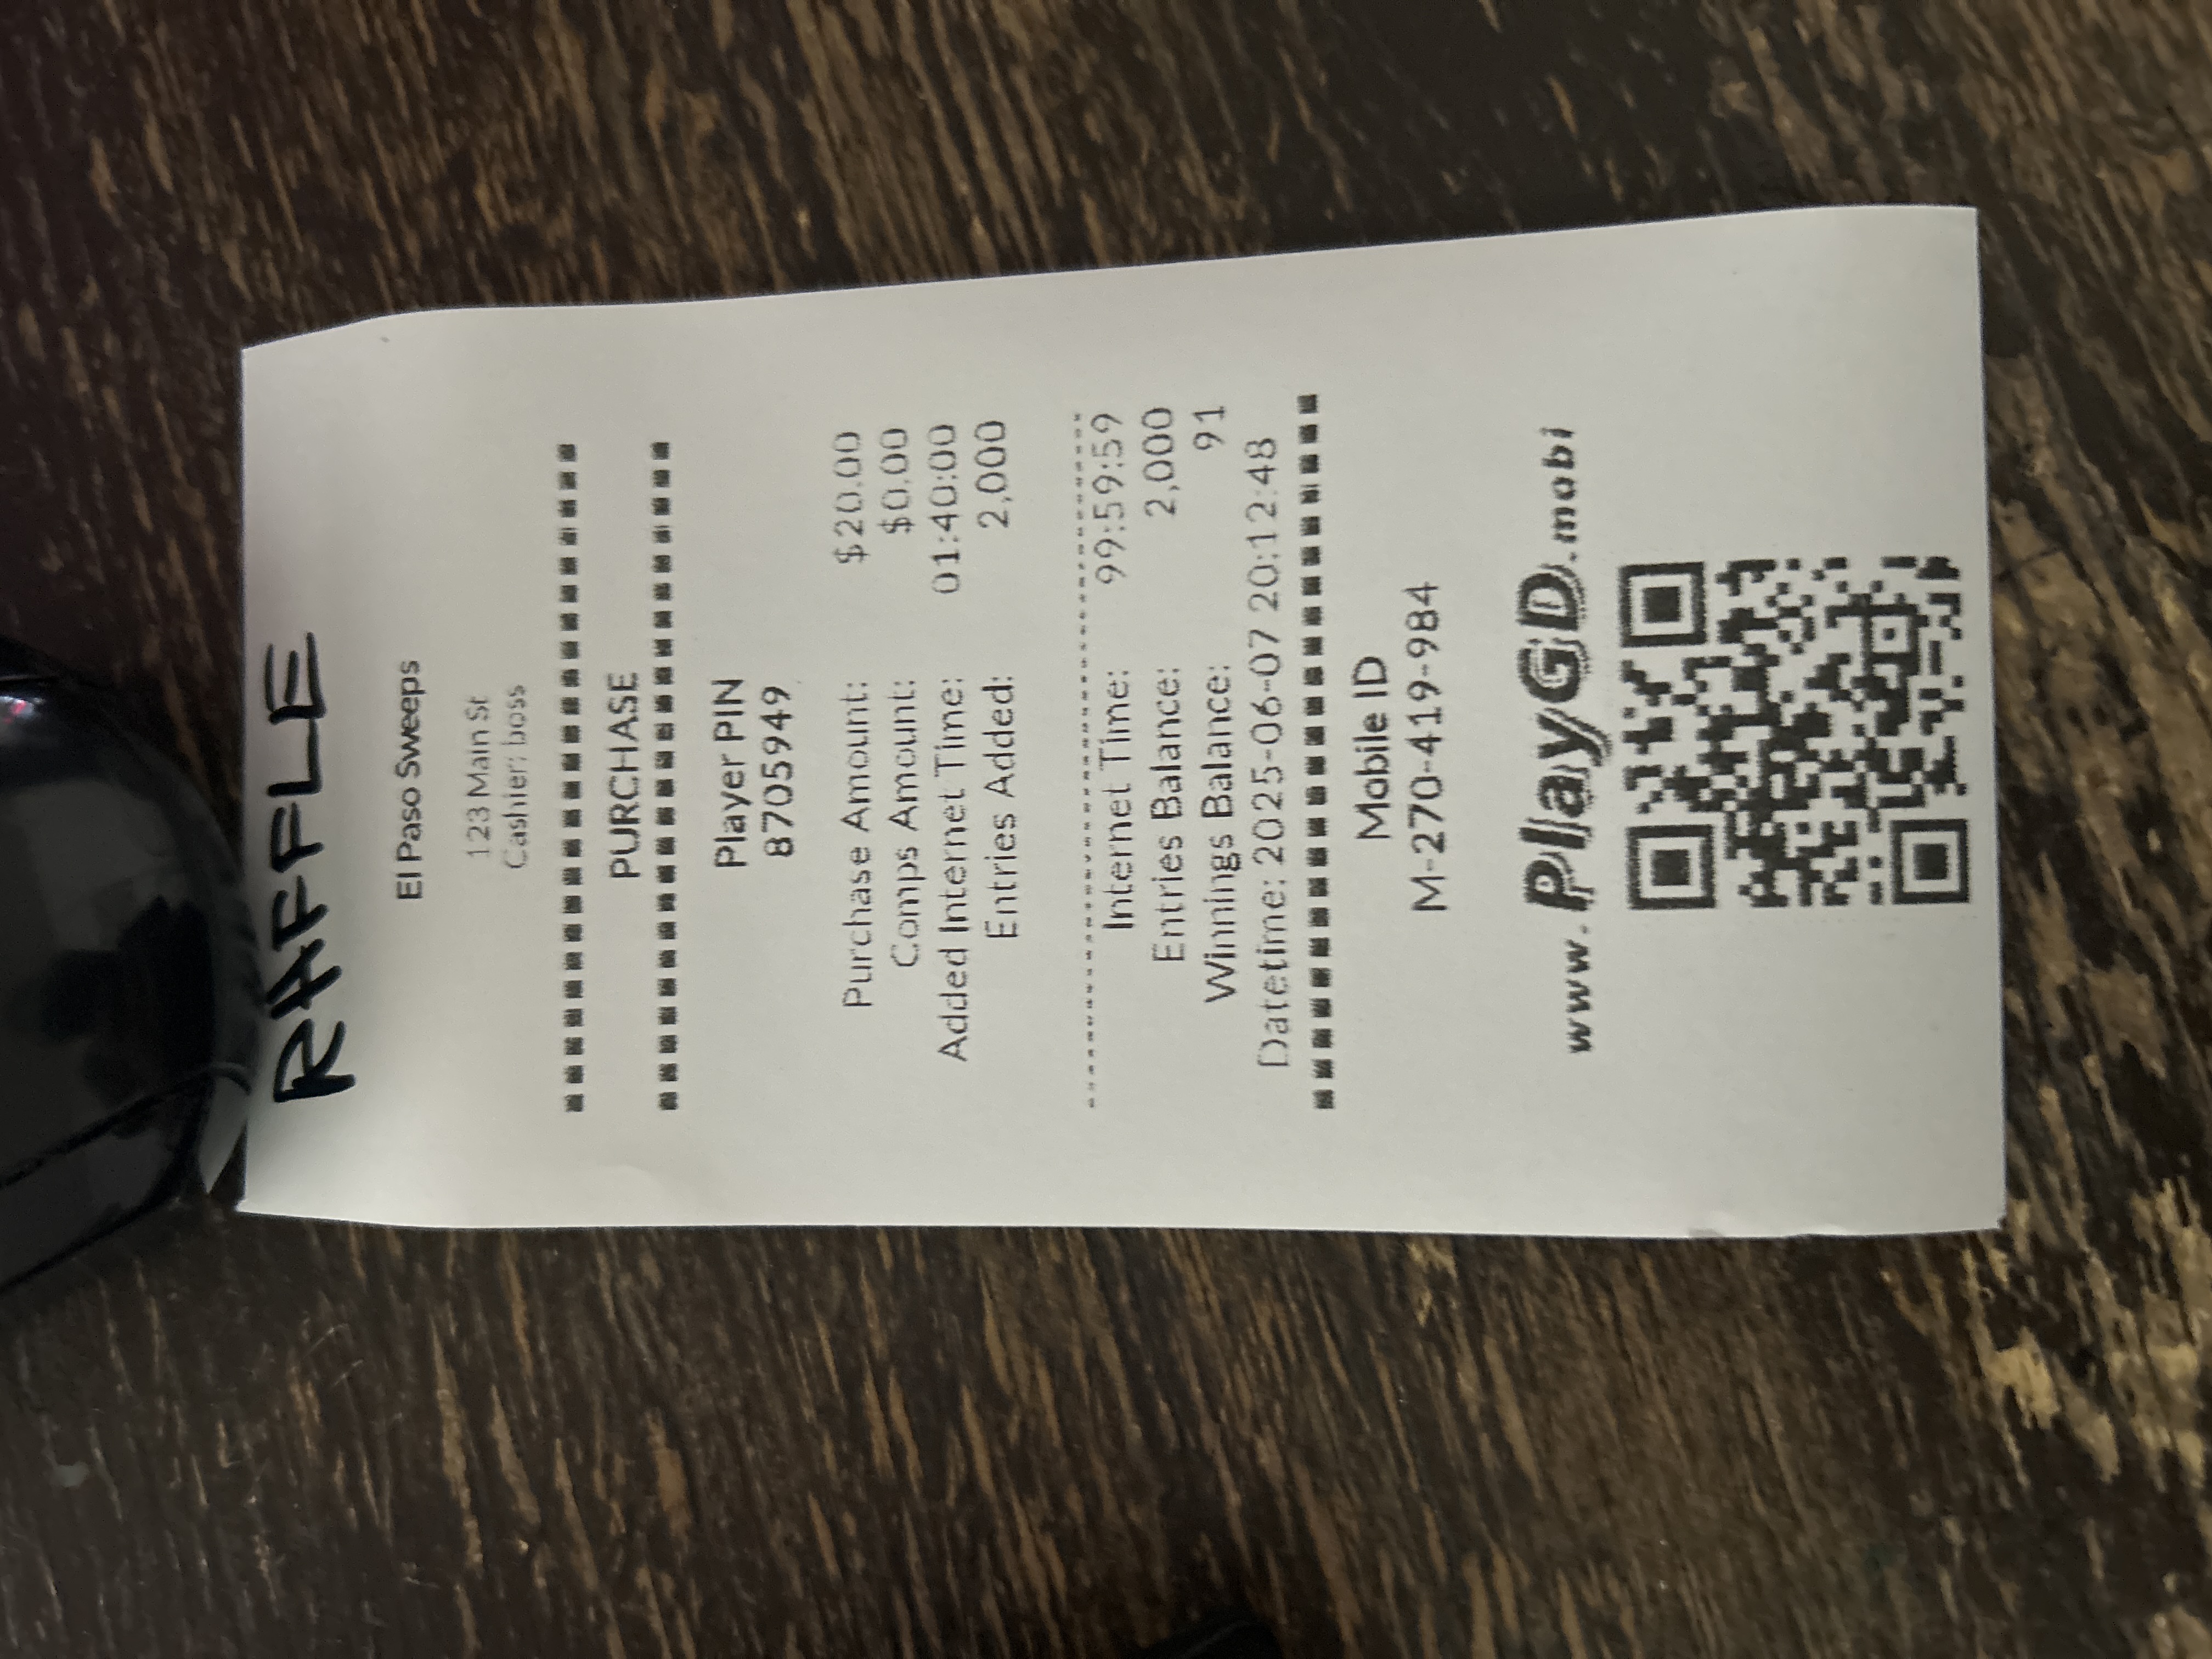 RAFFLE
El Paso Sweeps
123 Main St
Cashier: boss
PURCHASE
Player PIN
8705949
Purchase Amount: $20.00
Comps Amount: $0.00
Added Internet Time: 01:40:00
Entries Added: 2,000
Internet Time: 99:59:59
Entries Balance: 2,000
Winnings Balance: 91
Datetime: 2025-06-07 20:12:48
Mobile ID
M-270-419-984
www.PlayGD.mobi